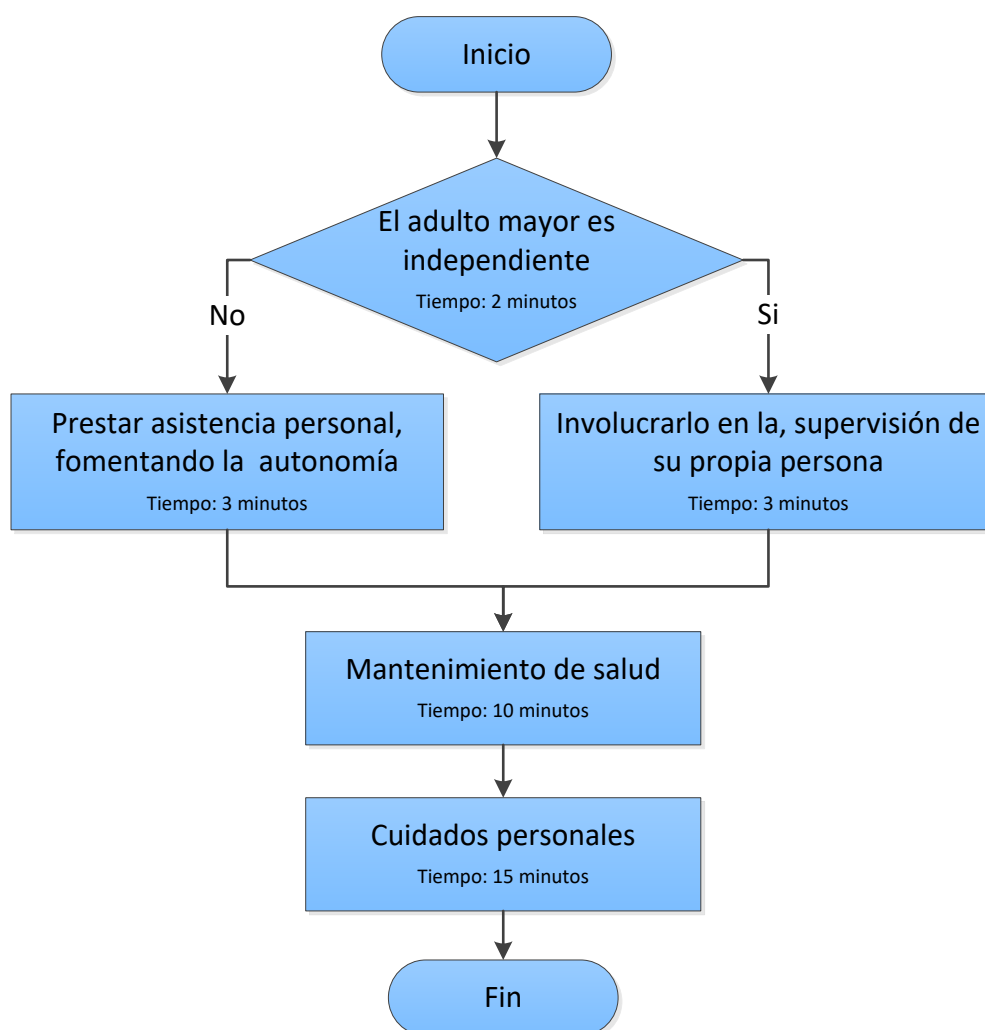 Inicio
El adulto mayor es
independiente
Tiempo: 2 minutos
No
Si
Prestar asistencia personal,
fomentando la autonomía
Tiempo: 3 minutos
Involucrarlo en la, supervisión de
su propia persona
Tiempo: 3 minutos
Mantenimiento de salud
Tiempo: 10 minutos
Cuidados personales
Tiempo: 15 minutos
Fin